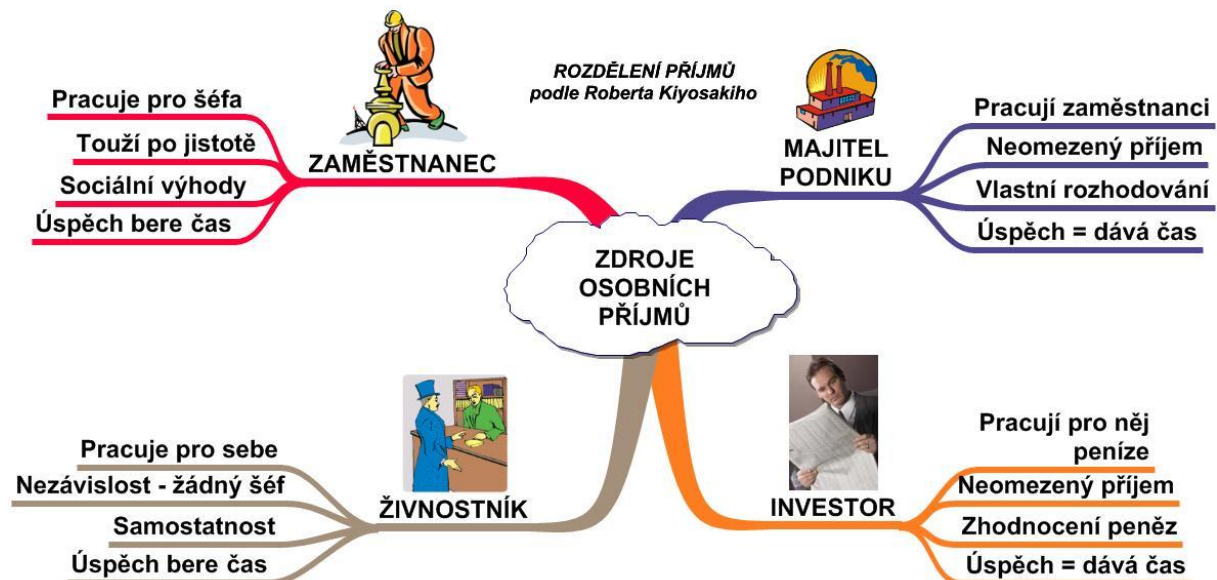 ROZDĚLENÍ PŘÍJMŮ
podle Roberta Kiyosakiho
Pracuje pro šéfa
Touží po jistotě
Sociální výhody
Úspěch bere čas
ZAMĚSTNANEC
MAJITEL
PODNIKU
Pracují zaměstnanci
Neomezený příjem
Vlastní rozhodování
Úspěch = dává čas
ZDROJE
OSOBNÍCH
PŘÍJMŮ
Pracuje pro sebe
Nezávislost - žádný šéf
Samostatnost
Úspěch bere čas
ŽIVNOSTNÍK
INVESTOR
Pracují pro něj
peníze
Neomezený příjem
Zhodnocení peněz
Úspěch = dává čas